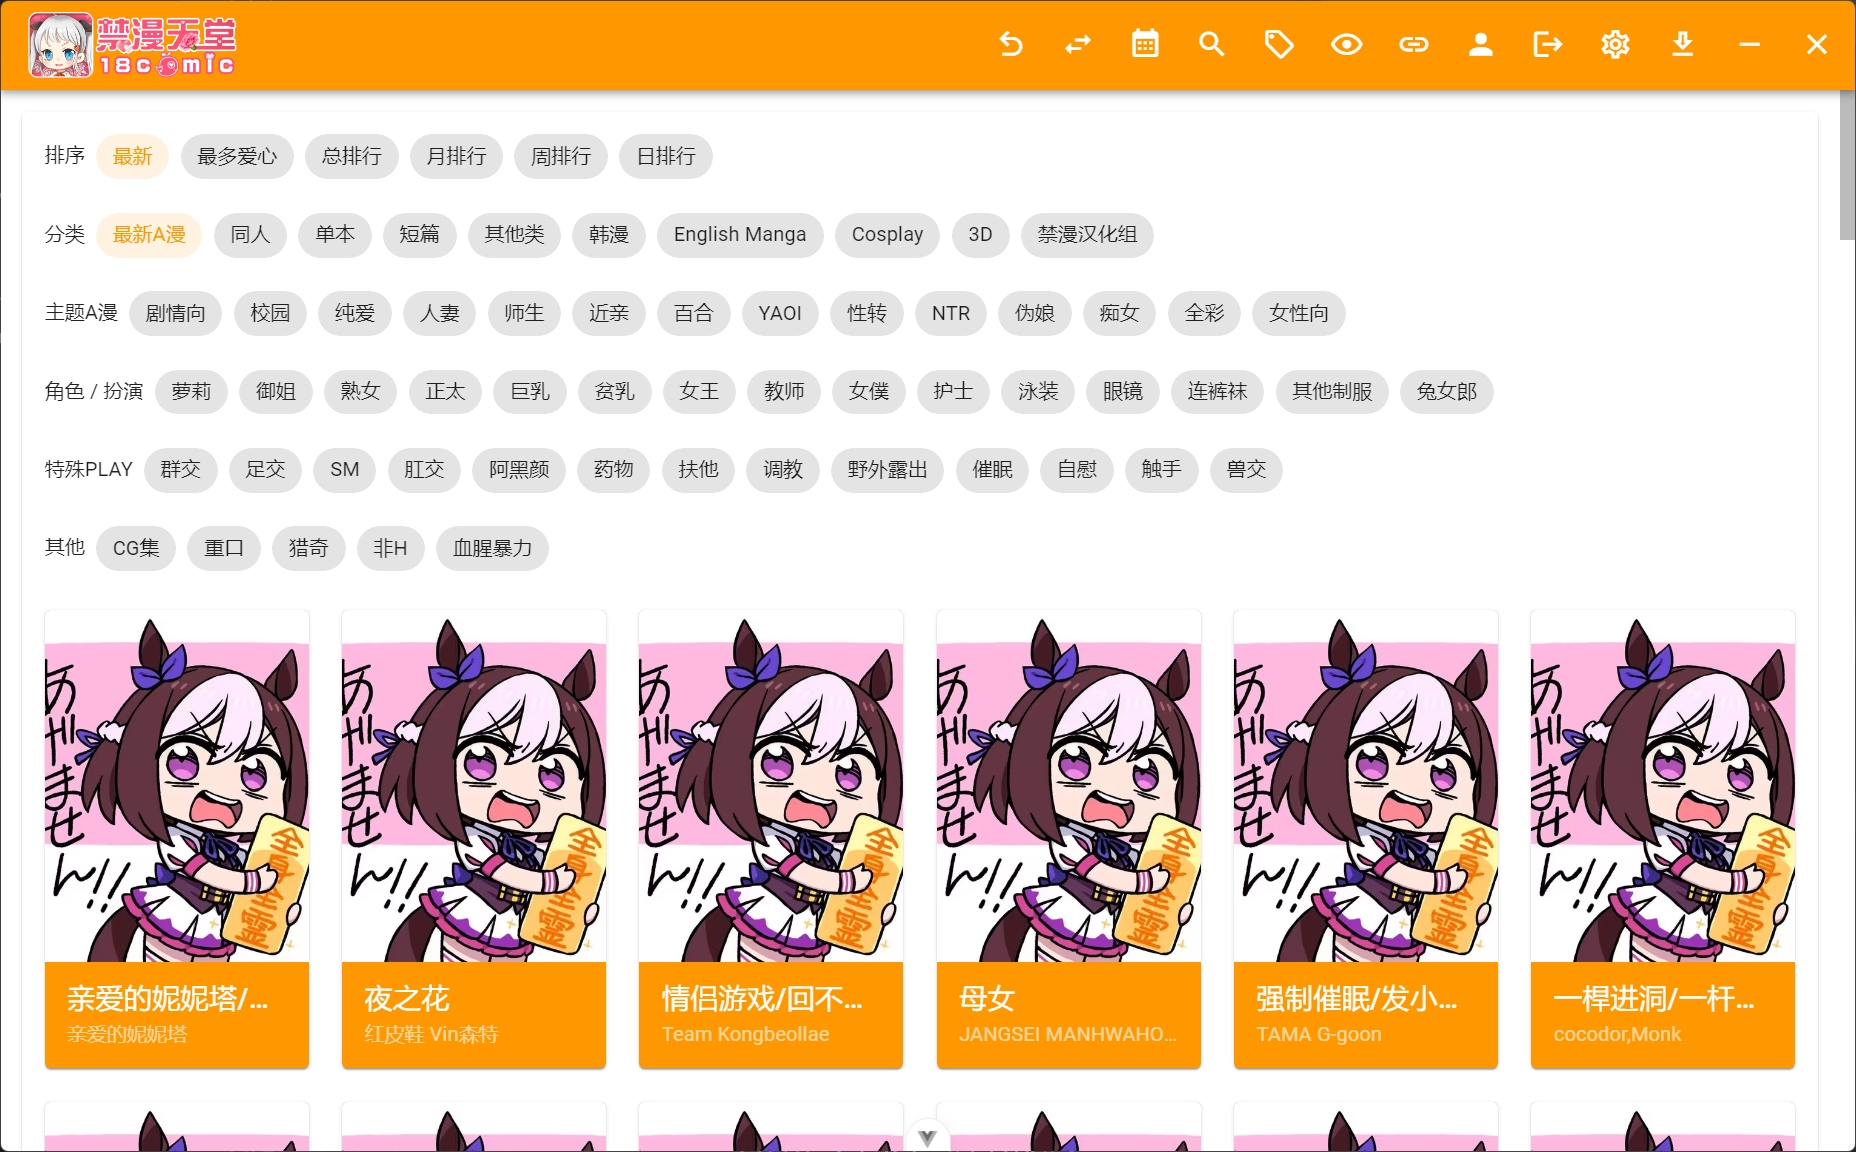 禁漫天堂
18comic
排序 最新 最多爱心 总排行 月排行 周排行 日排行
分类 最新A漫 同人 单本 短篇 其他类 韩漫 English Manga Cosplay 3D 禁漫汉化组
主题A漫 剧情向 校园 纯爱 人妻 师生 近亲 百合 YAOI 性转 NTR 伪娘 痴女 全彩 女性向
角色 / 扮演 萝莉 御姐 熟女 正太 巨乳 贫乳 女王 教师 女僕 护士 泳装 眼镜 连裤袜 其他制服 兔女郎
特殊PLAY 群交 足交 SM 肛交 阿黑颜 药物 扶他 调教 野外露出 催眠 自慰 触手 兽交
其他 CG集 重口 猎奇 非H 血腥暴力
亲爱的妮妮塔/...
亲爱的妮妮塔
夜之花
红皮鞋 Vin森特
情侣游戏/回不...
Team Kongbeollae
母女
JANGSEI MANHWAHO...
强制催眠/发小...
TAMA G-goon
一桿进洞/一杆...
cocodor,Monk